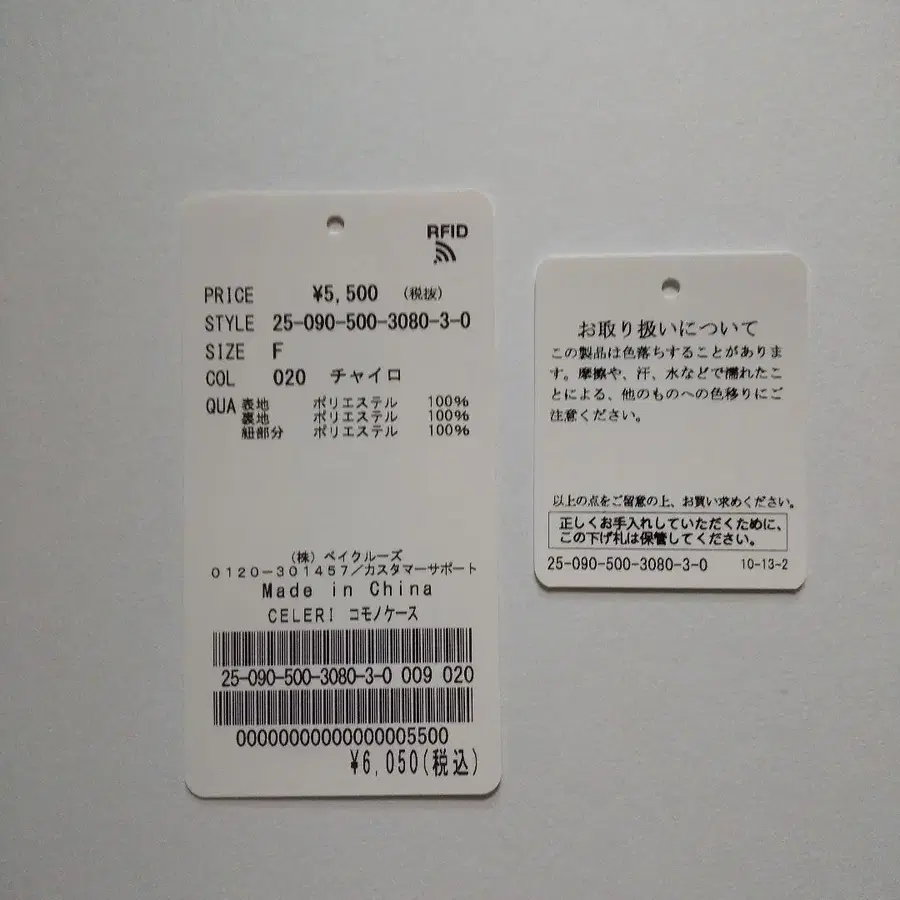 RFID
PRICE ¥5,500 (税抜)
STYLE 25-090-500-3080-3-0
SIZE F
COL 020 チャイロ
QUA 表地 ポリエステル 100%
裏地 ポリエステル 100%
紐部分 ポリエステル 100%
(株)ベイクルーズ
0120-301457/カスタマーサポート
Made in China
CELERI コモノケース
25-090-500-3080-3-0 009 020
00000000000000005500
¥6,050(税込)
お取り扱いについて
この製品は色落ちすることがありま
す。摩擦や、汗、水などで濡れたこ
とによる、他のものへの色移りにご
注意ください。
以上の点をご留意の上、お買い求めください。
正しくお手入れしていただくために、
この下げ札は保管してください。
25-090-500-3080-3-0 10-13-2